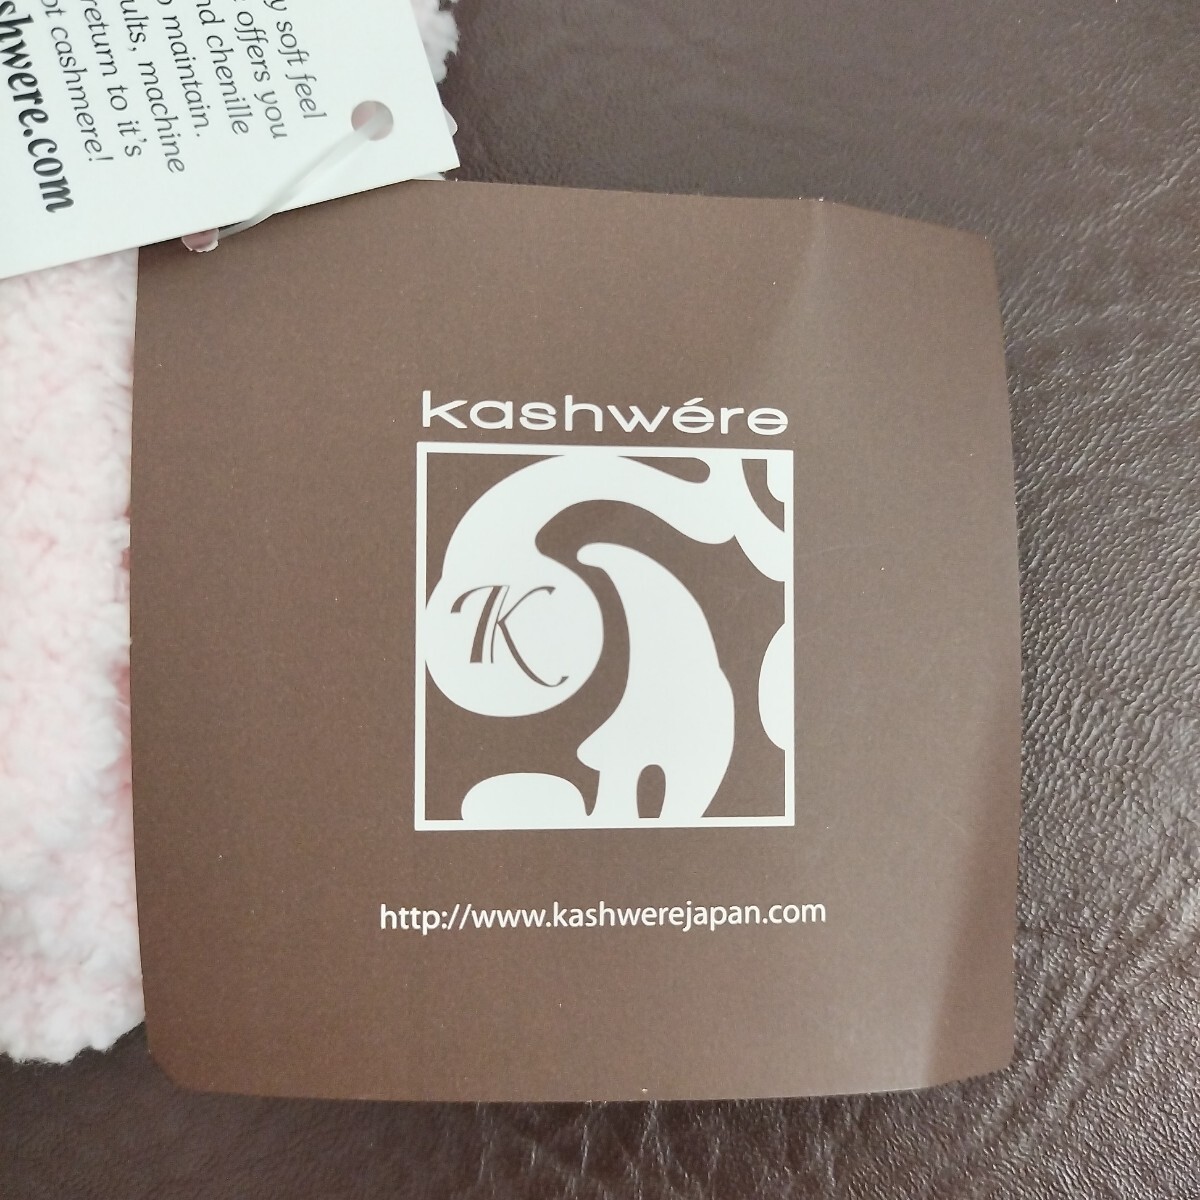 y soft feel
offers you
nd chenille
maintain.
ults, machine
return to it's
ot cashmere!
shwere.com
kashwére
K
http://www.kashwerejapan.com